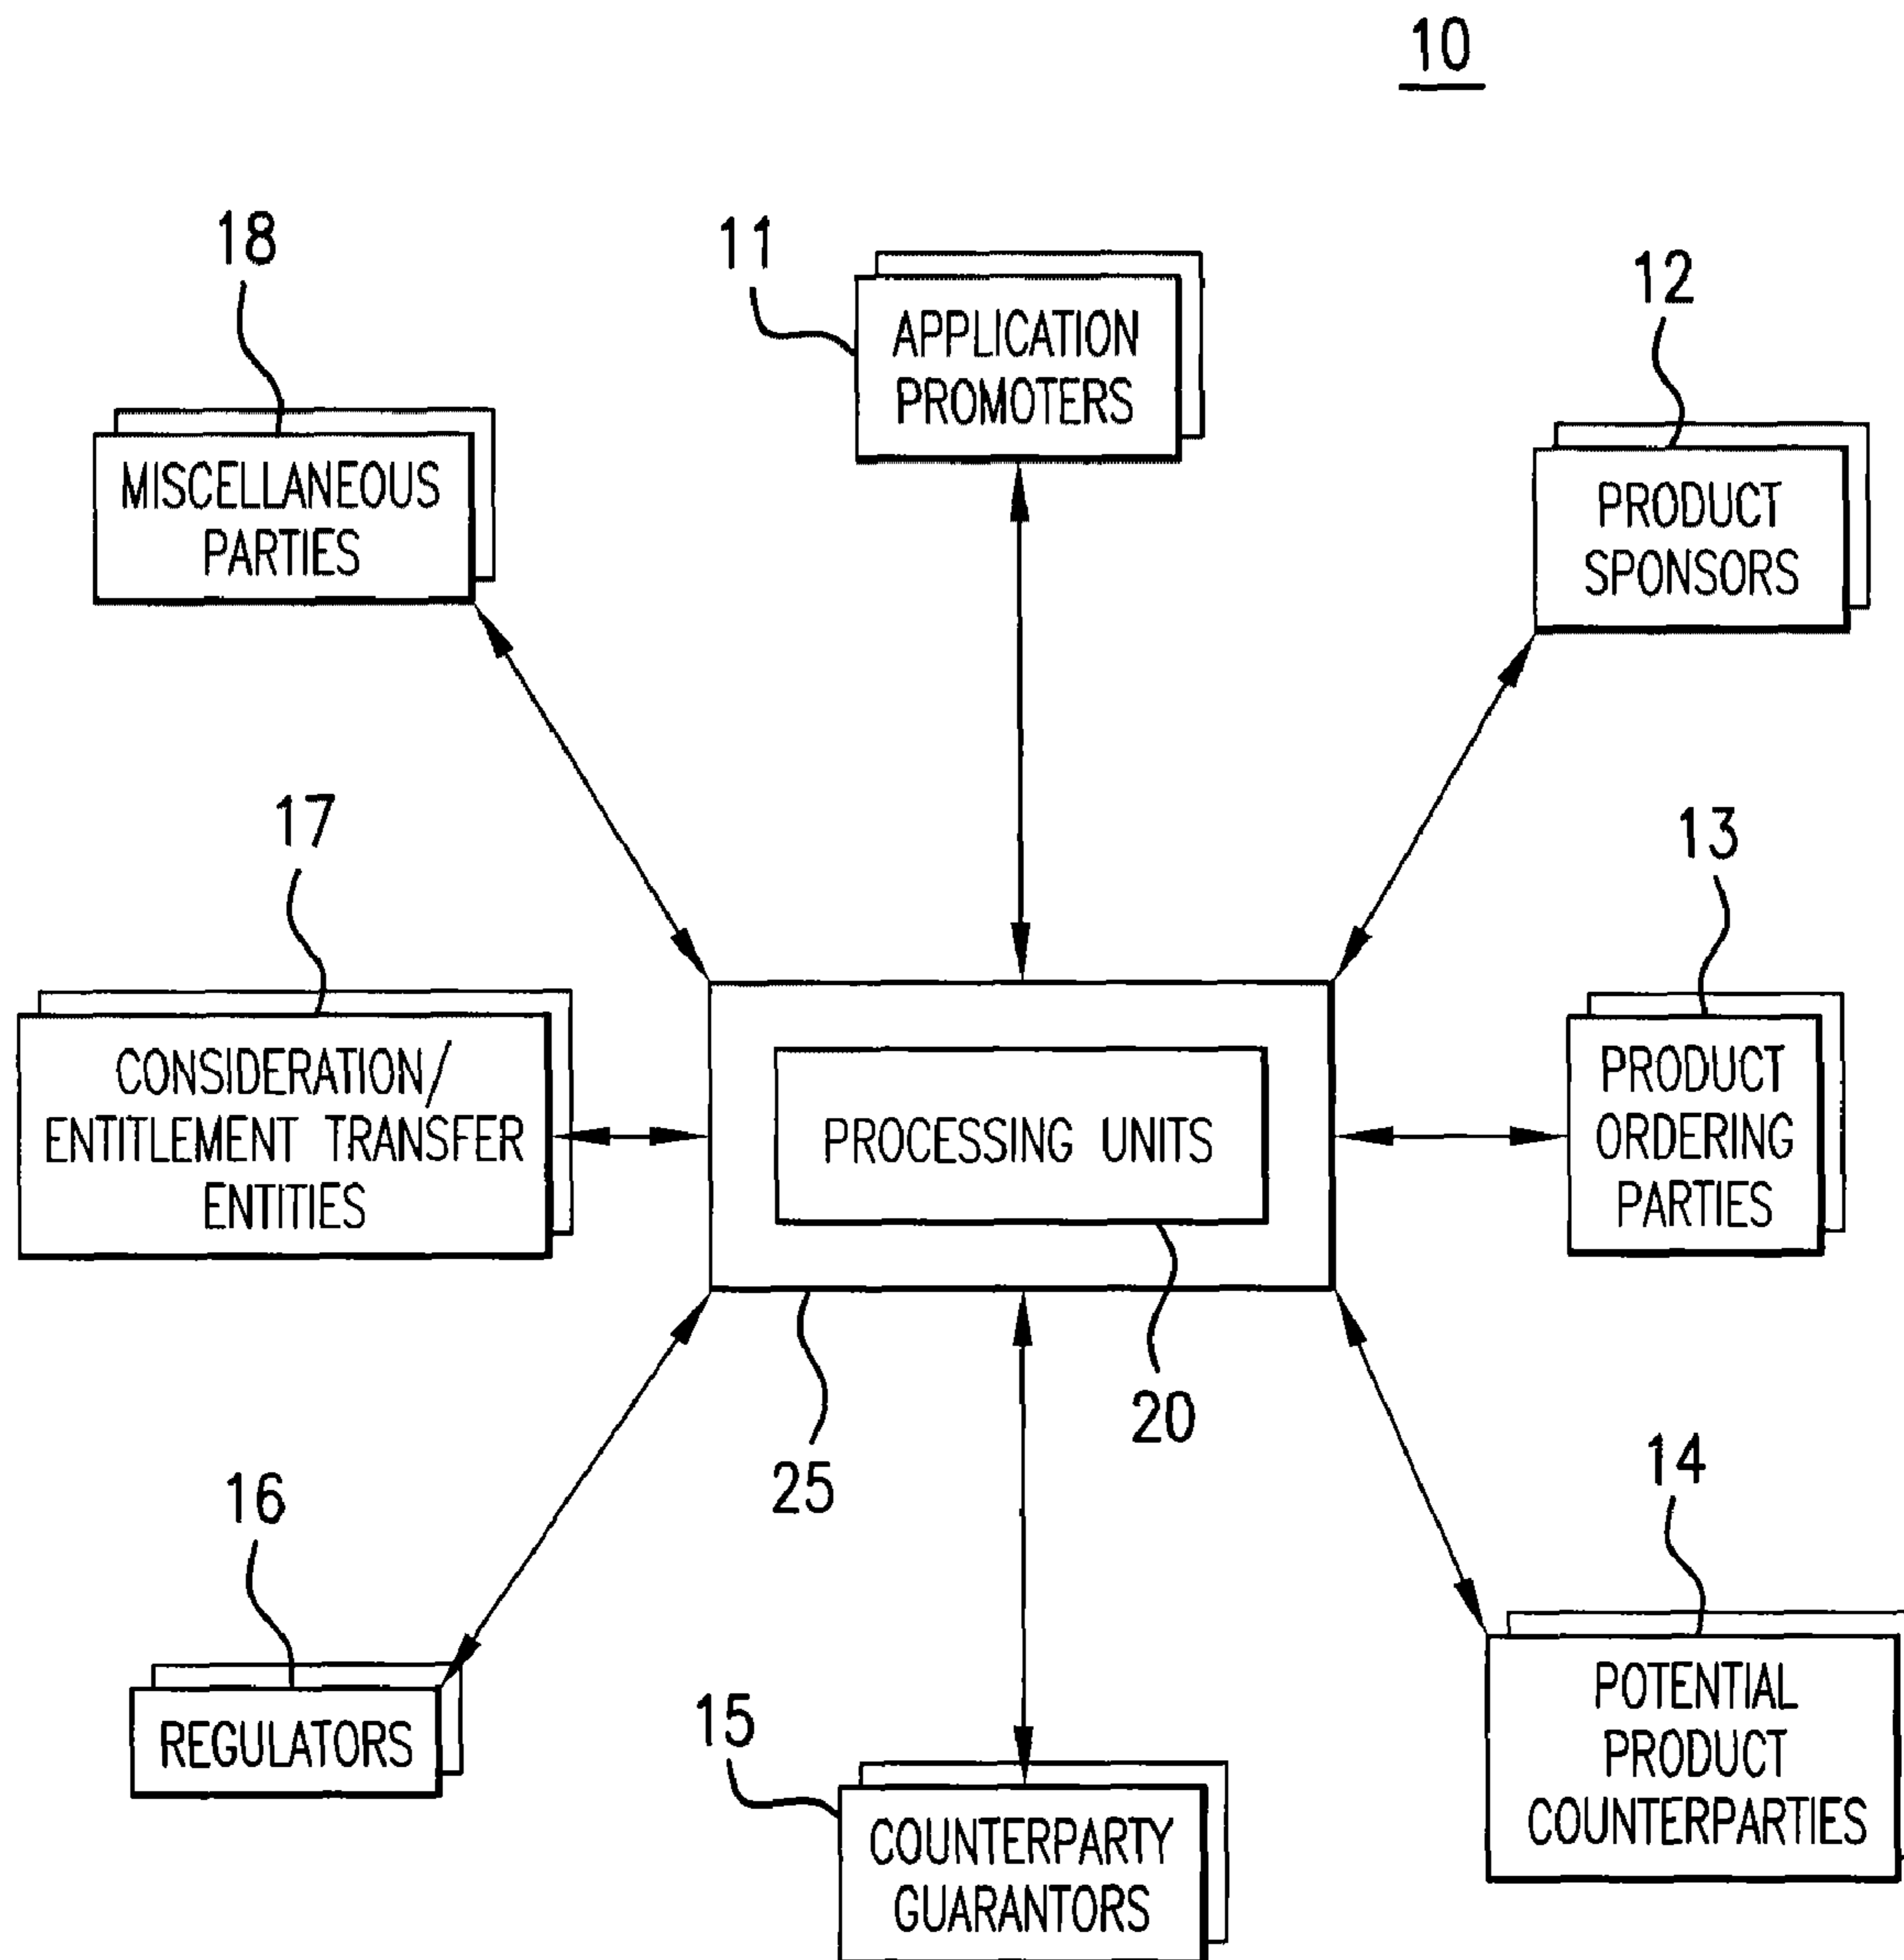 10
18
MISCELLANEOUS
PARTIES
11
APPLICATION
PROMOTERS
12
PRODUCT
SPONSORS
17
CONSIDERATION/
ENTITLEMENT TRANSFER
ENTITIES
PROCESSING UNITS
20
25
13
PRODUCT
ORDERING
PARTIES
16
REGULATORS
15
COUNTERPARTY
GUARANTORS
14
POTENTIAL
PRODUCT
COUNTERPARTIES